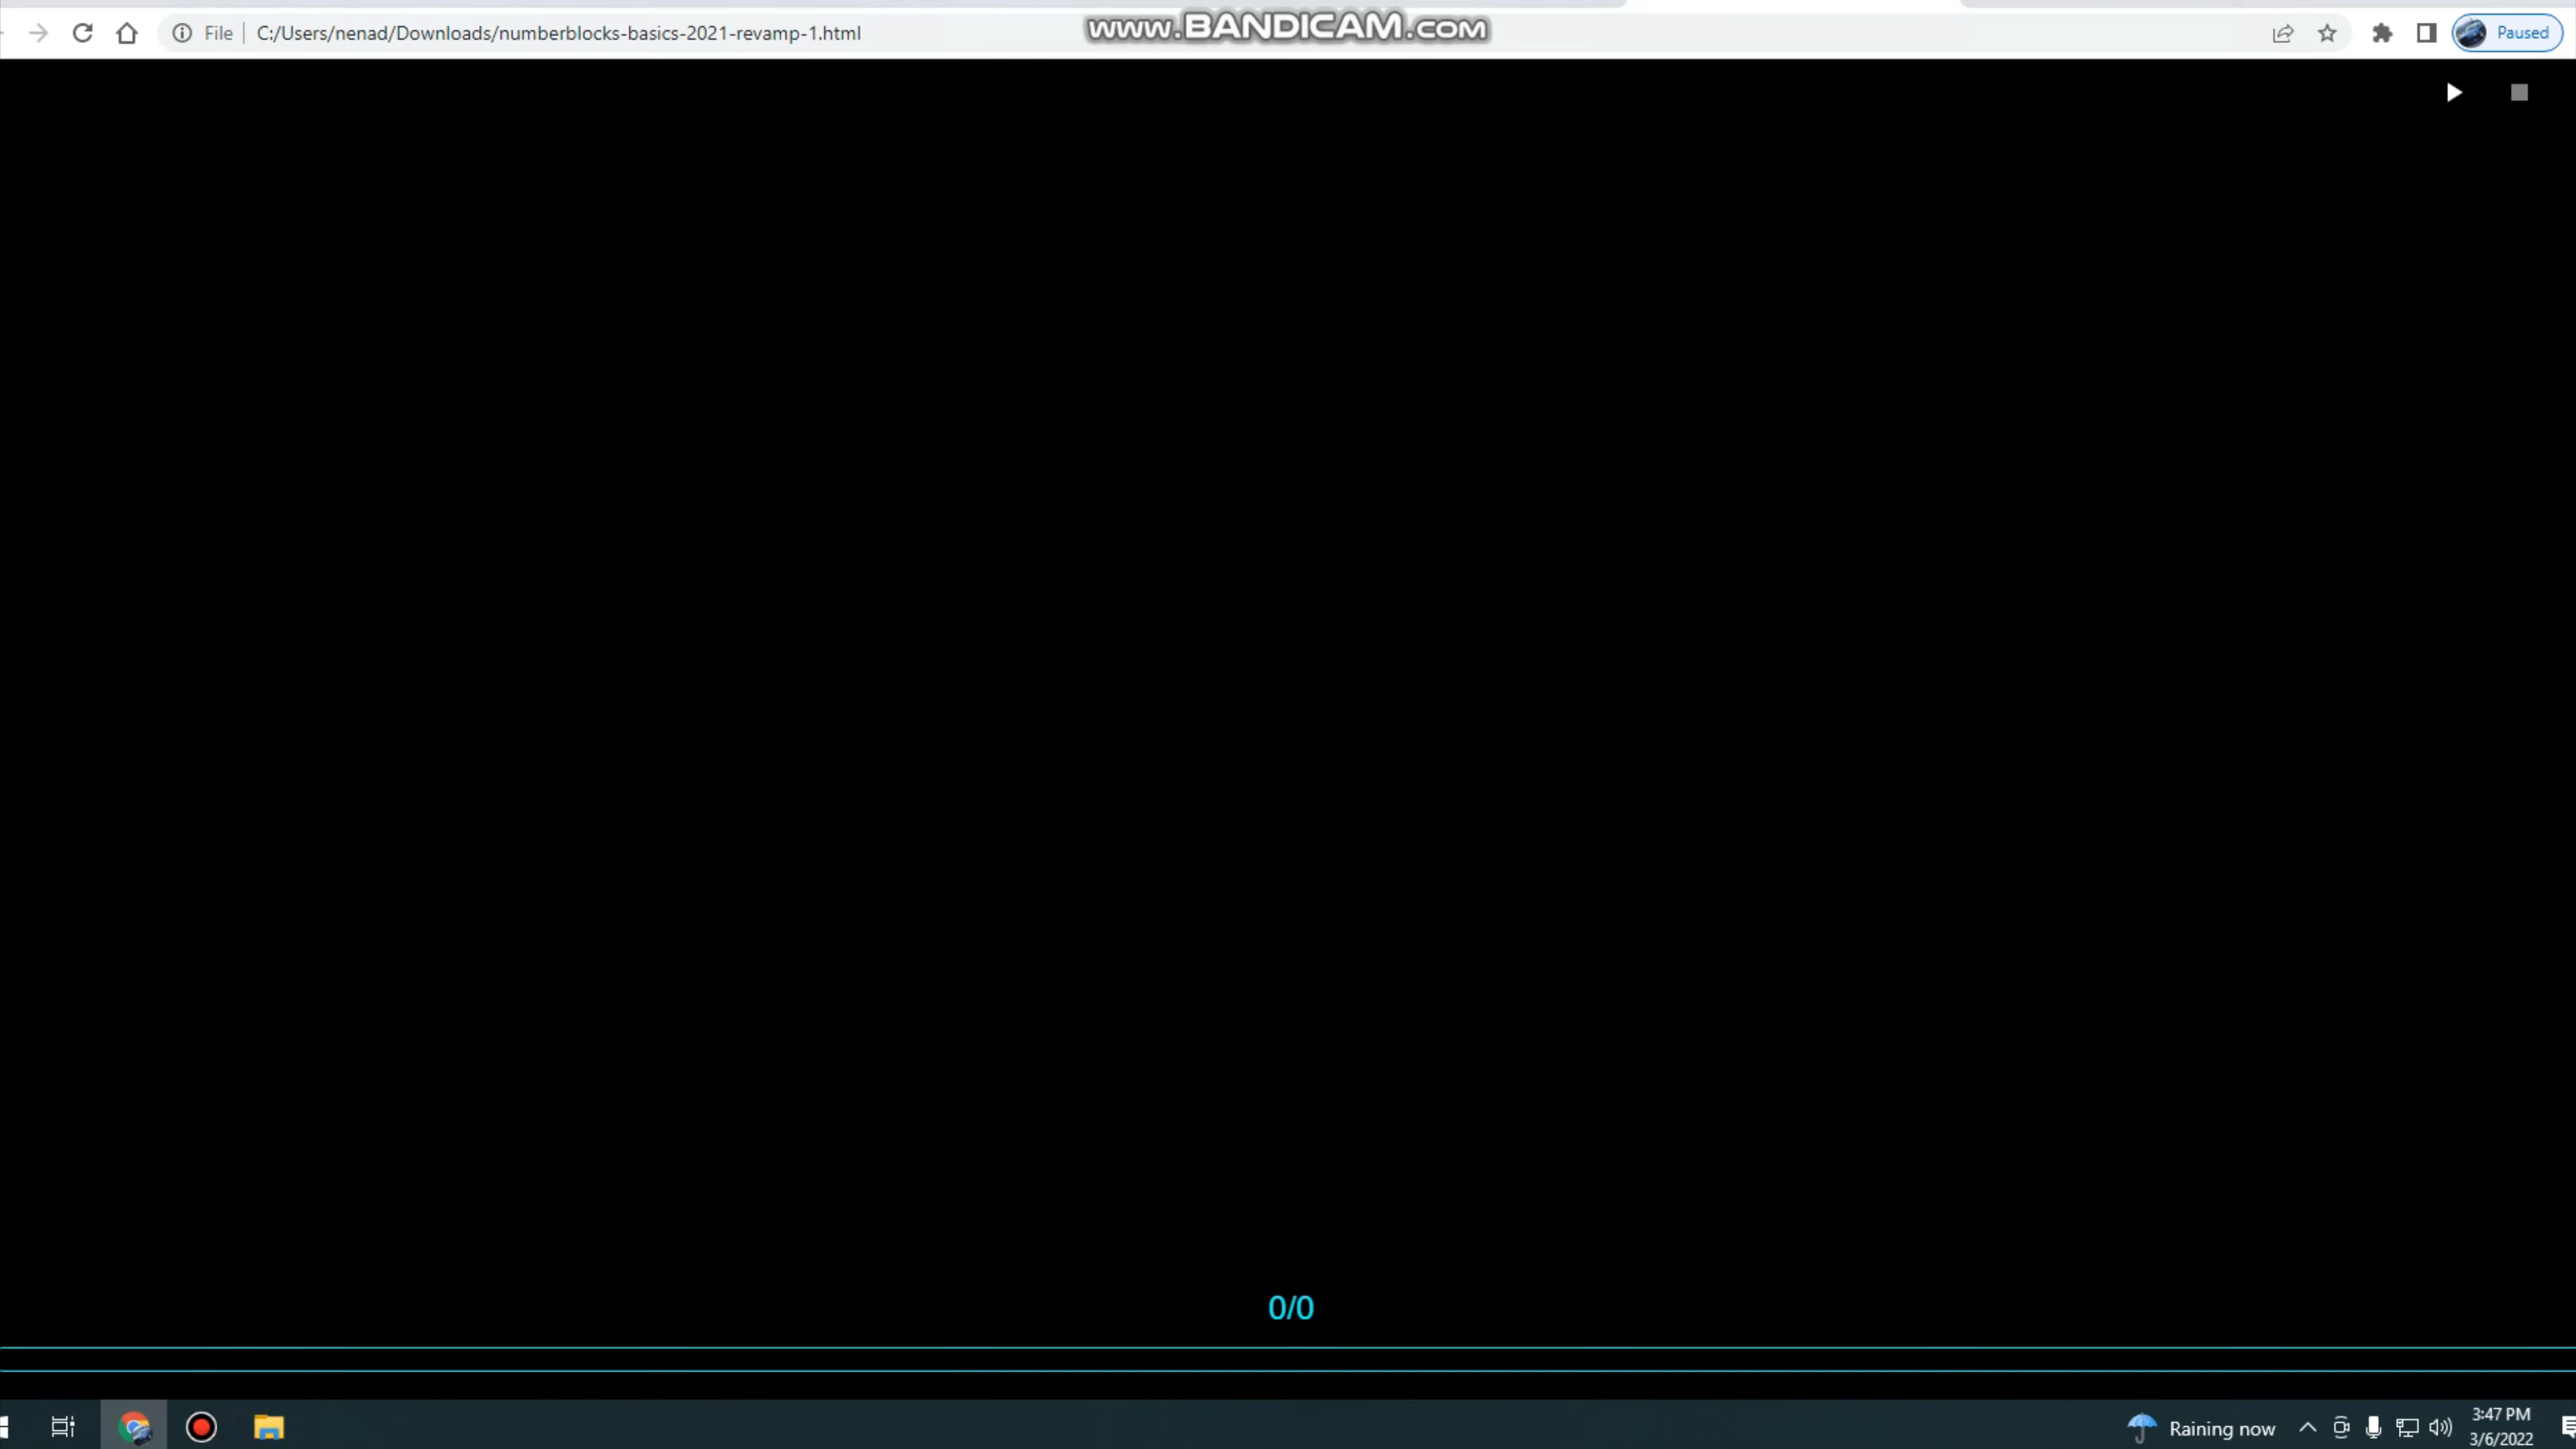 www.BANDICAM.com
File C:/Users/nenad/Downloads/numberblocks-basics-2021-revamp-1.html
Paused
0/0
Raining now
3:47 PM
3/6/2022